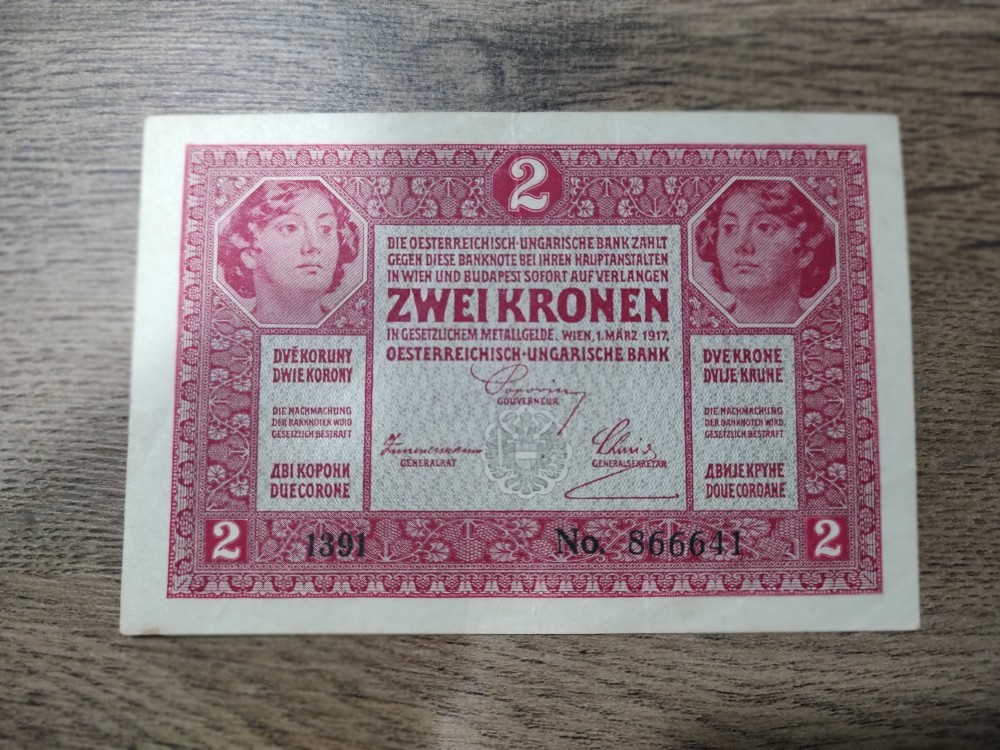 2
DIE OESTERREICHISCH-UNGARISCHE BANK ZAHLT
GEGEN DIESE BANKNOTE BEI IHREN HAUPTANSTALTEN
IN WIEN UND BUDAPEST SOFORT AUF VERLANGEN
ZWEI KRONEN
IN GESETZLICHEM METALLGELDE. WIEN, 1. MÄRZ 1917.
OESTERREICHISCH-UNGARISCHE BANK
GOUVERNEUR
GENERALRAT
GENERALSEKRETÄR
DVĚ KORUNY
DWIE KORONY
DIE NACHMACHUNG
DER BANKNOTEN WIRD
GESETZLICH BESTRAFT
ДВІ КОРОНИ
DUE CORONE
DVE KRONE
DVIJE KRUNE
DIE NACHMACHUNG
DER BANKNOTEN WIRD
GESETZLICH BESTRAFT
ДВИЈЕ КРУНЕ
DOUE COROANE
2
1391
No. 866641
2